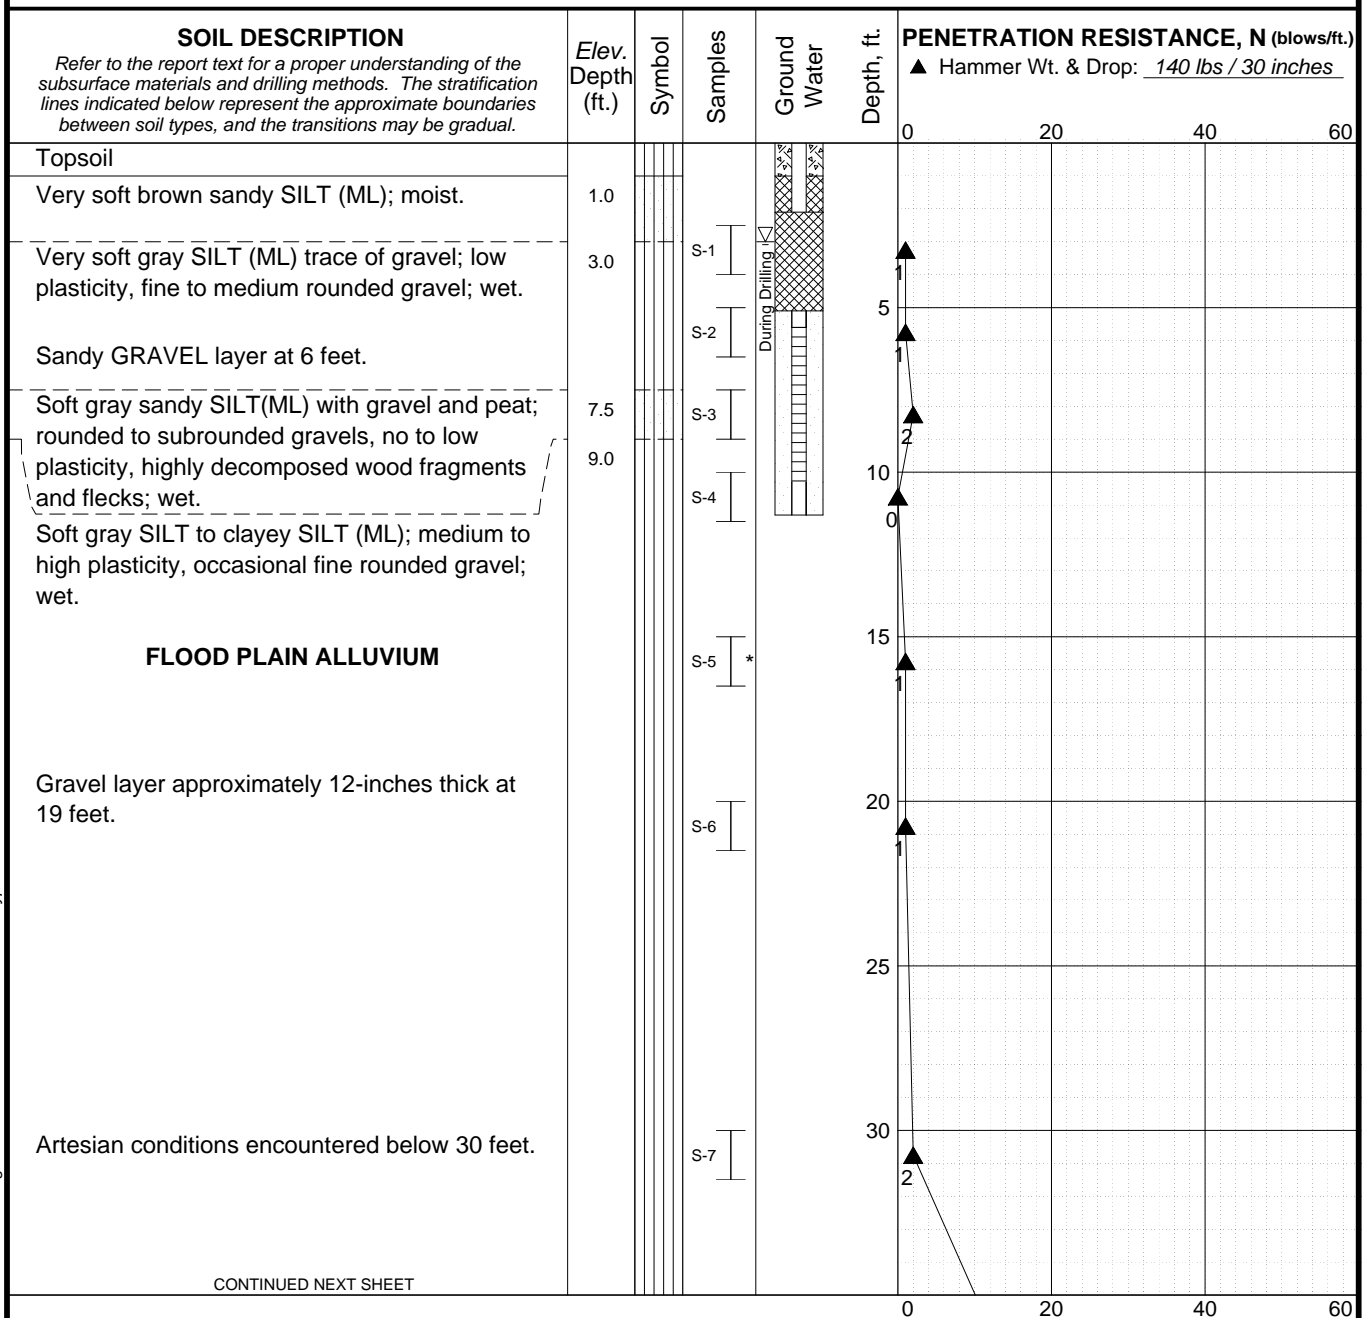 SOIL DESCRIPTION
Refer to the report text for a proper understanding of the
subsurface materials and drilling methods. The stratification
lines indicated below represent the approximate boundaries
between soil types, and the transitions may be gradual.
Elev.
Depth
(ft.)
Symbol
Samples
Ground
Water
Depth, ft.
PENETRATION RESISTANCE, N (blows/ft.)
▲ Hammer Wt. & Drop: 140 lbs / 30 inches
0 20 40 60
Topsoil
Very soft brown sandy SILT (ML); moist.
1.0
Very soft gray SILT (ML) trace of gravel; low
plasticity, fine to medium rounded gravel; wet.
3.0
S-1
During Drilling
1
5
Sandy GRAVEL layer at 6 feet.
S-2
1
Soft gray sandy SILT(ML) with gravel and peat;
rounded to subrounded gravels, no to low
plasticity, highly decomposed wood fragments
and flecks; wet.
7.5
S-3
2
9.0
10
S-4
0
Soft gray SILT to clayey SILT (ML); medium to
high plasticity, occasional fine rounded gravel;
wet.
15
FLOOD PLAIN ALLUVIUM
S-5 *
1
Gravel layer approximately 12-inches thick at
19 feet.
20
S-6
1
25
30
Artesian conditions encountered below 30 feet.
S-7
2
CONTINUED NEXT SHEET
0 20 40 60